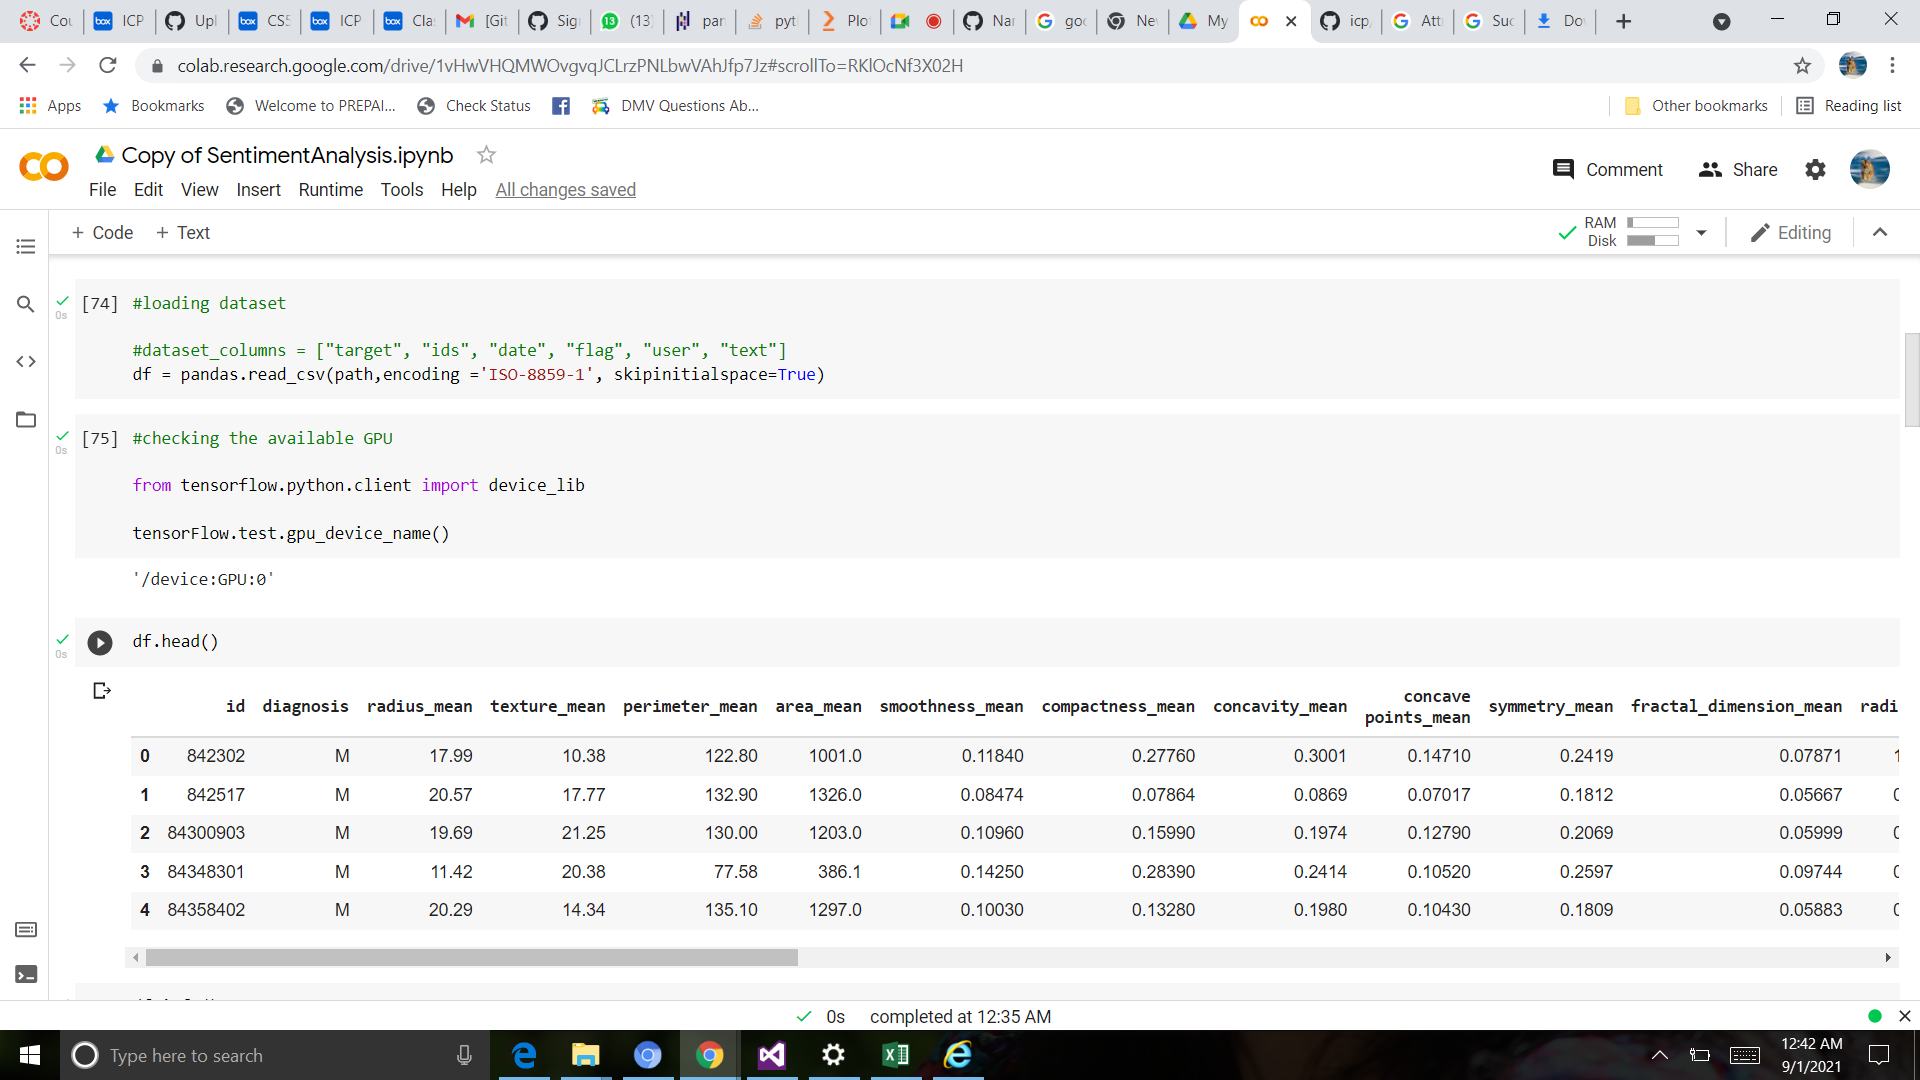 Cou ICP Upl CS5 ICP Cla [Git Sig (13) pan pyt Plot Nar goo Nev My icp Att Suc Do
colab.research.google.com/drive/1vHwVHQMWOvgvqJCLrzPNLbwVAhJfp7Jz#scrollTo=RKlOcNf3X02H
Apps Bookmarks Welcome to PREPAI... Check Status DMV Questions Ab... Other bookmarks Reading list
Copy of SentimentAnalysis.ipynb
Comment Share
File Edit View Insert Runtime Tools Help All changes saved
+ Code + Text
RAM
Disk
Editing
[74] #loading dataset
0s
#dataset_columns = ["target", "ids", "date", "flag", "user", "text"]
df = pandas.read_csv(path,encoding ='ISO-8859-1', skipinitialspace=True)
[75] #checking the available GPU
0s
from tensorflow.python.client import device_lib
tensorFlow.test.gpu_device_name()
'/device:GPU:0'
df.head()
0s
id diagnosis radius_mean texture_mean perimeter_mean area_mean smoothness_mean compactness_mean concavity_mean concave points_mean symmetry_mean fractal_dimension_mean radi
0 842302 M 17.99 10.38 122.80 1001.0 0.11840 0.27760 0.3001 0.14710 0.2419 0.07871 1
1 842517 M 20.57 17.77 132.90 1326.0 0.08474 0.07864 0.0869 0.07017 0.1812 0.05667 0
2 84300903 M 19.69 21.25 130.00 1203.0 0.10960 0.15990 0.1974 0.12790 0.2069 0.05999 0
3 84348301 M 11.42 20.38 77.58 386.1 0.14250 0.28390 0.2414 0.10520 0.2597 0.09744 0
4 84358402 M 20.29 14.34 135.10 1297.0 0.10030 0.13280 0.1980 0.10430 0.1809 0.05883 0
0s completed at 12:35 AM
Type here to search
12:42 AM
9/1/2021